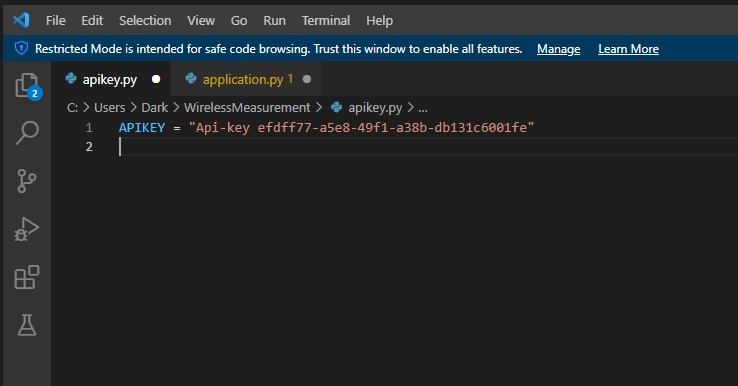 File Edit Selection View Go Run Terminal Help
Restricted Mode is intended for safe code browsing. Trust this window to enable all features. Manage Learn More
apikey.py application.py 1
2
C: > Users > Dark > WirelessMeasurement > apikey.py > ...
1 APIKEY = "Api-key efdff77-a5e8-49f1-a38b-db131c6001fe"
2